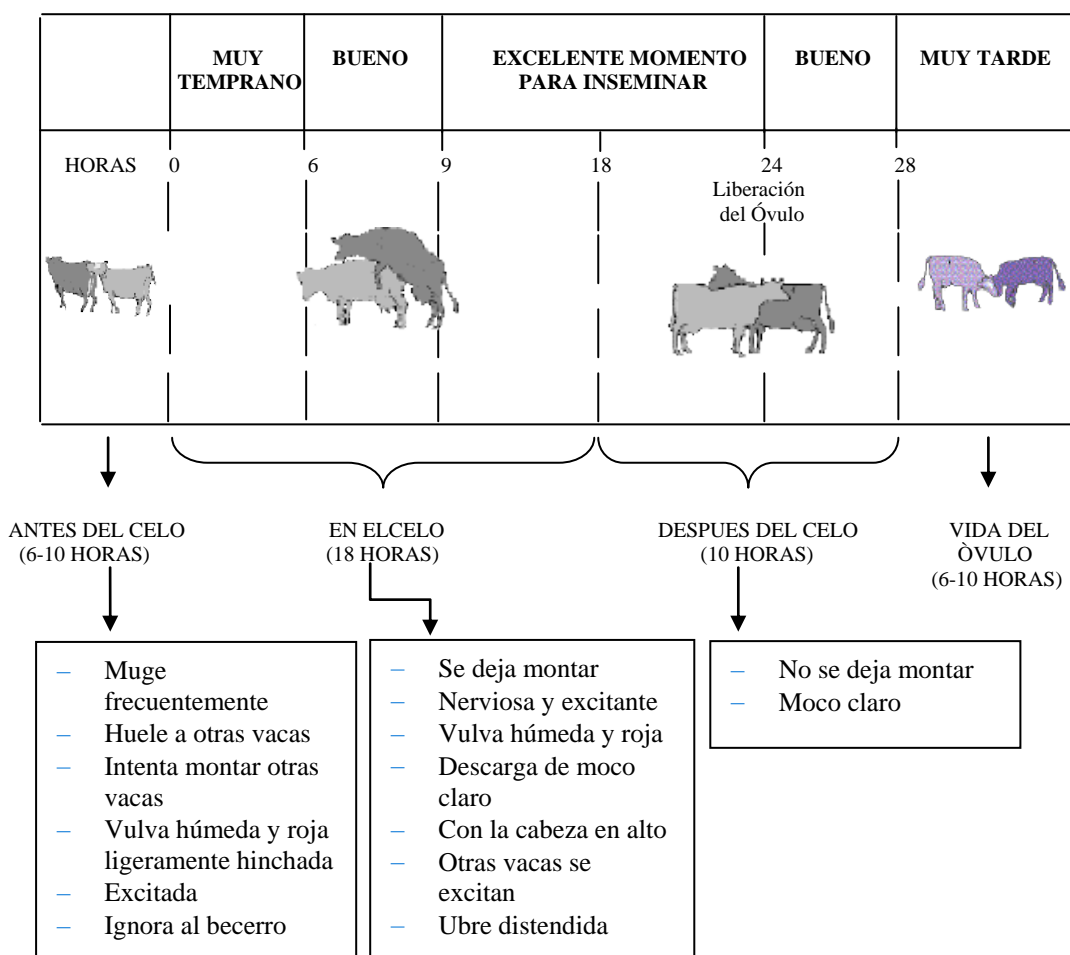 MUY
TEMPRANO
BUENO
EXCELENTE MOMENTO
PARA INSEMINAR
BUENO
MUY TARDE
HORAS 0 6 9 18 24 28
Liberación
del Óvulo
ANTES DEL CELO
(6-10 HORAS)
EN ELCELO
(18 HORAS)
DESPUES DEL CELO
(10 HORAS)
VIDA DEL
ÒVULO
(6-10 HORAS)
– Muge
frecuentemente
– Huele a otras vacas
– Intenta montar otras
vacas
– Vulva húmeda y roja
ligeramente hinchada
– Excitada
– Ignora al becerro
– Se deja montar
– Nerviosa y excitante
– Vulva húmeda y roja
– Descarga de moco
claro
– Con la cabeza en alto
– Otras vacas se
excitan
– Ubre distendida
– No se deja montar
– Moco claro